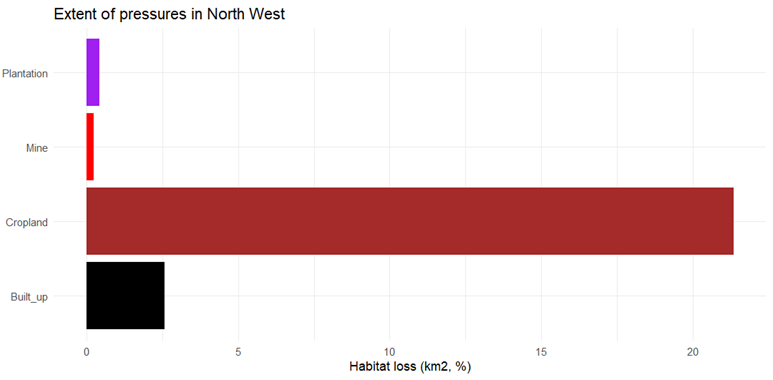 Extent of pressures in North West
Plantation
Mine
Cropland
Built_up
0 5 10 15 20
Habitat loss (km2, %)